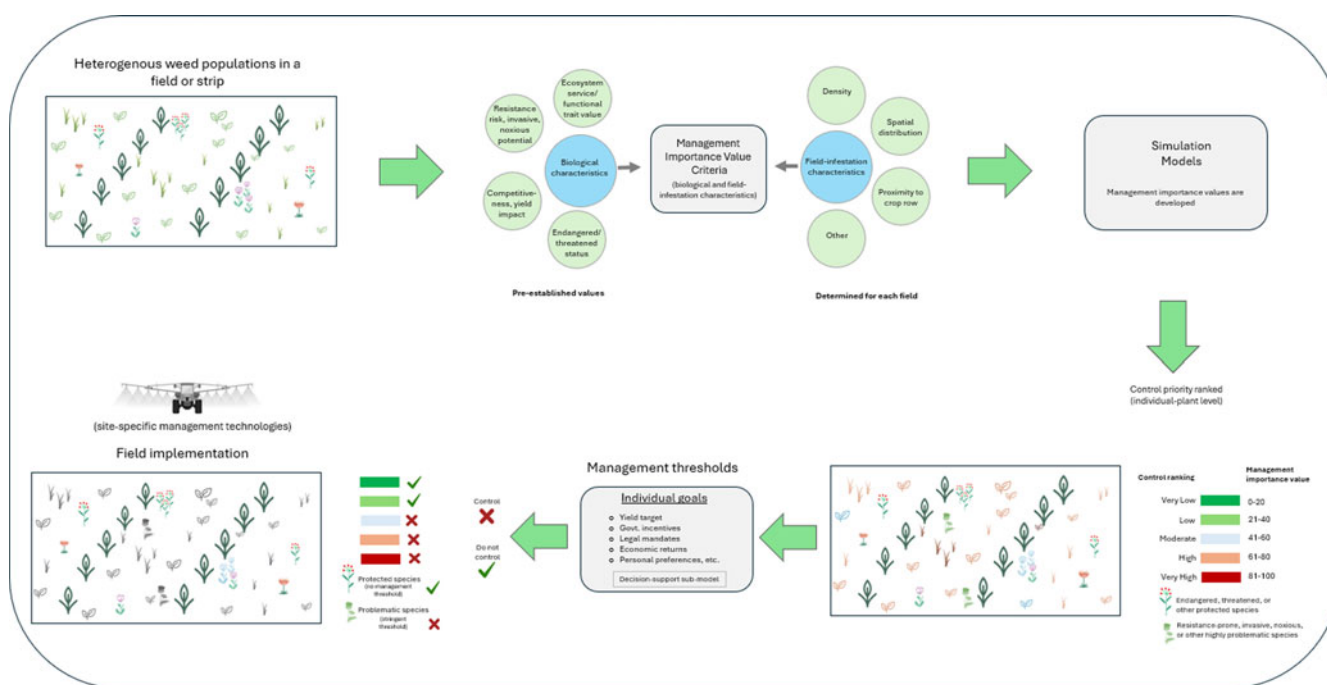 Heterogenous weed populations in a
field or strip
Resistance
risk, invasive,
noxious
potential
Ecosystem
service/
functional
trait value
Biological
characteristics
Competitive-
ness, yield
impact
Endangered/
threatened
status
Pre-established values
Management
Importance Value
Criteria
(biological and field-
infestation characteristics)
Density
Spatial
distribution
Field-infestation
characteristics
Proximity to
crop row
Other
Determined for each field
Simulation
Models
Management importance values are
developed
Control priority ranked
(individual-plant level)
Control ranking
Management
importance value
Very Low
0-20
Low
21-40
Moderate
41-60
High
61-80
Very High
81-100
Endangered, threatened, or
other protected species
Resistance-prone, invasive, noxious,
or other highly problematic species
Management thresholds
Individual goals
Yield target
Govt. incentives
Legal mandates
Economic returns
Personal preferences, etc.
Decision-support sub-model
Control
Do not
control
Protected species
(no-management
threshold)
Problematic species
(stringent
threshold)
(site-specific management technologies)
Field implementation